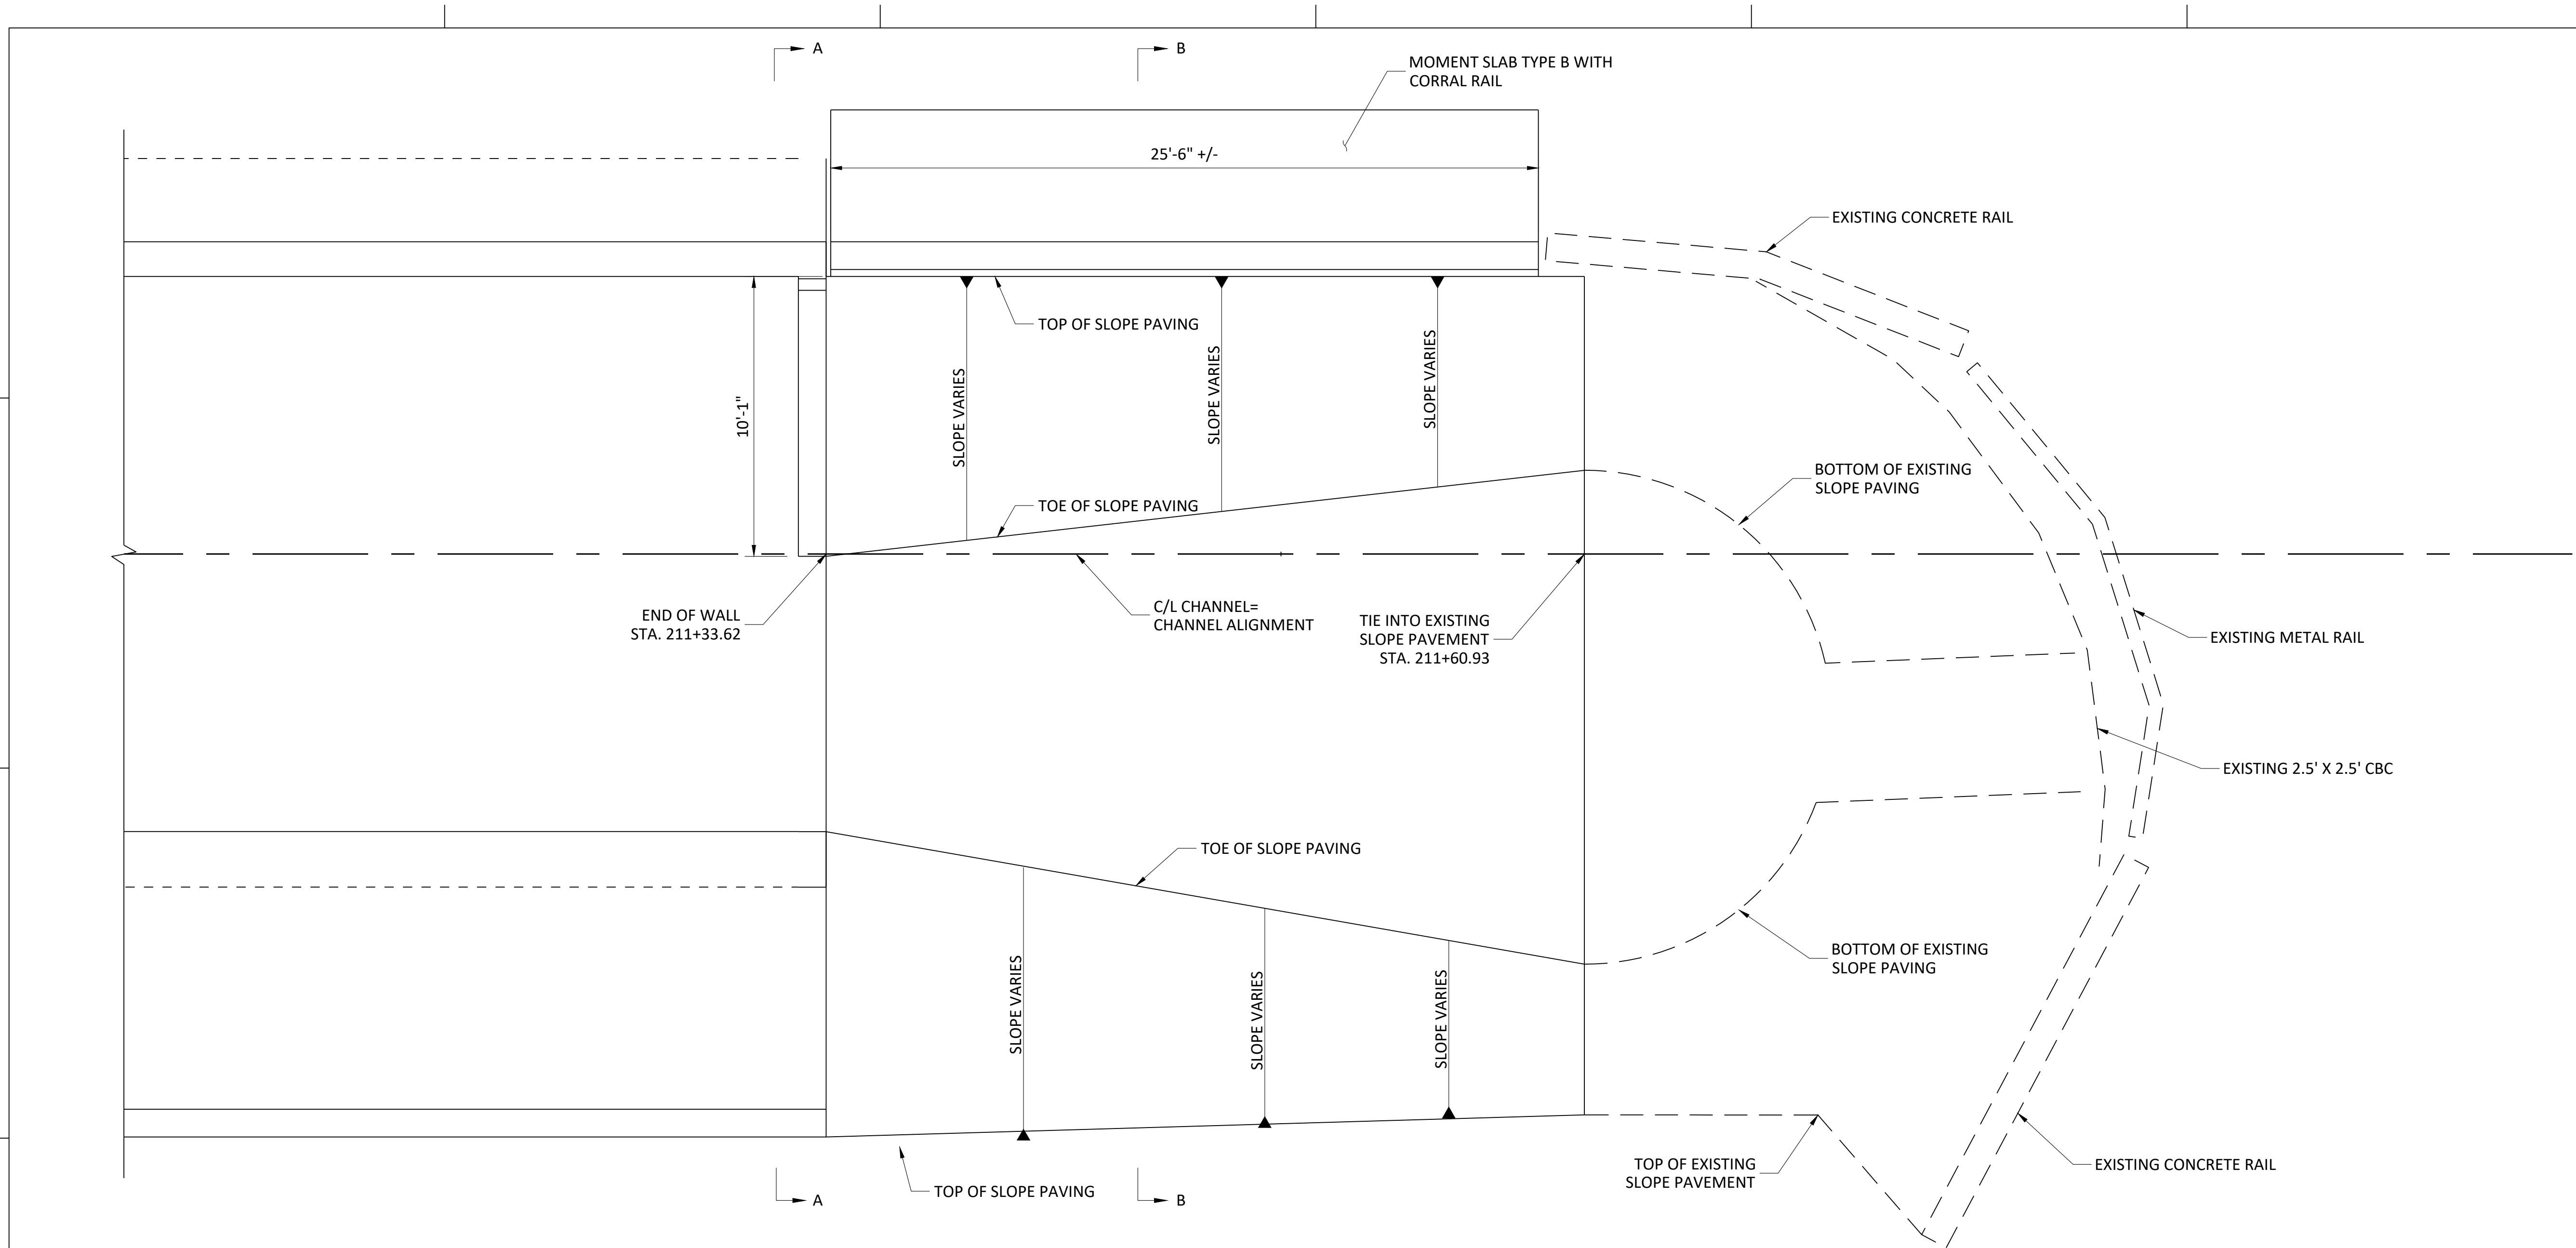 A
B
MOMENT SLAB TYPE B WITH
CORRAL RAIL
25'-6" +/-
EXISTING CONCRETE RAIL
TOP OF SLOPE PAVING
SLOPE VARIES
SLOPE VARIES
SLOPE VARIES
10'-1"
TOE OF SLOPE PAVING
BOTTOM OF EXISTING
SLOPE PAVING
END OF WALL
STA. 211+33.62
C/L CHANNEL=
CHANNEL ALIGNMENT
TIE INTO EXISTING
SLOPE PAVEMENT
STA. 211+60.93
EXISTING METAL RAIL
EXISTING 2.5' X 2.5' CBC
TOE OF SLOPE PAVING
BOTTOM OF EXISTING
SLOPE PAVING
SLOPE VARIES
SLOPE VARIES
SLOPE VARIES
TOP OF EXISTING
SLOPE PAVEMENT
EXISTING CONCRETE RAIL
TOP OF SLOPE PAVING
A
B